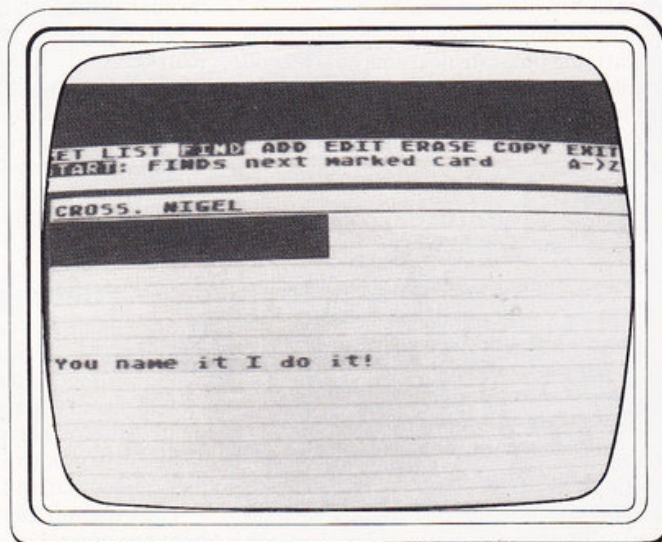 ET LIST FIND ADD EDIT ERASE COPY EXIT
TART: FINDS next marked card A->Z
CROSS. NIGEL
You name it I do it!